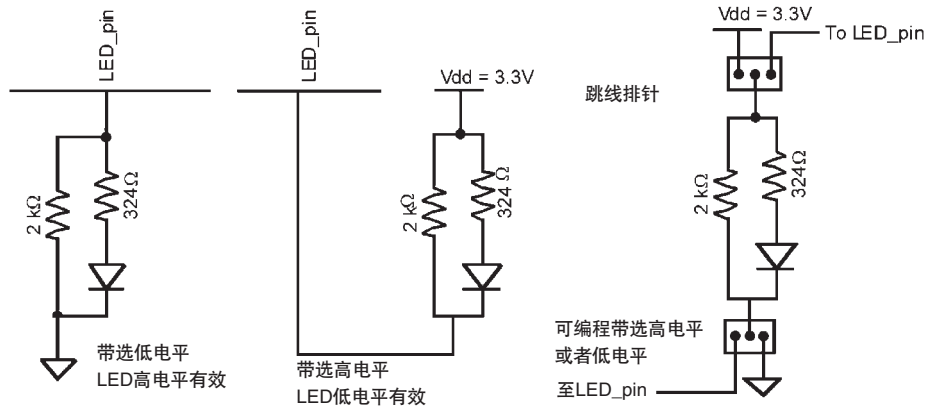 LED_pin
2 kΩ
324Ω
带选低电平
LED高电平有效
LED_pin
Vdd = 3.3V
2 kΩ
324 Ω
带选高电平
LED低电平有效
Vdd = 3.3V
To LED_pin
跳线排针
2 kΩ
324Ω
可编程带选高电平
或者低电平
至LED_pin